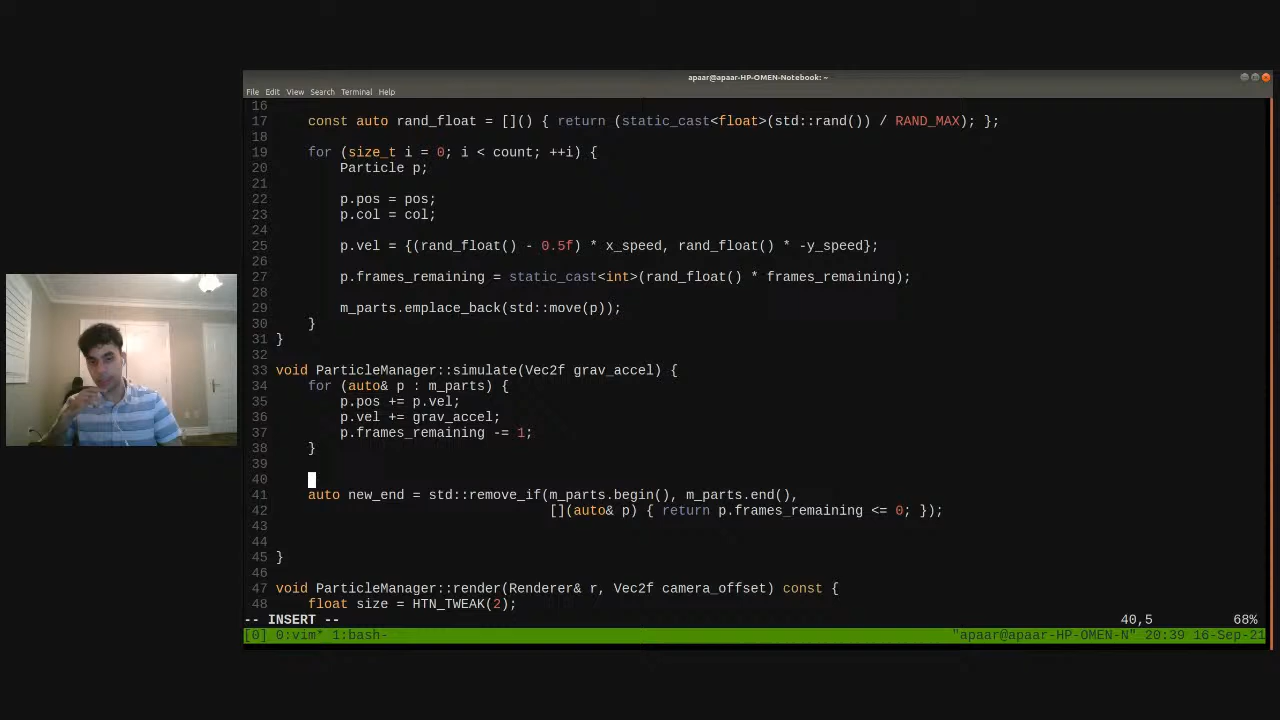 apaar@apaar-HP-OMEN-Notebook: ~
File Edit View Search Terminal Help
16
17 const auto rand_float = []() { return (static_cast<float>(std::rand()) / RAND_MAX); };
18
19 for (size_t i = 0; i < count; ++i) {
20 Particle p;
21
22 p.pos = pos;
23 p.col = col;
24
25 p.vel = {(rand_float() - 0.5f) * x_speed, rand_float() * -y_speed};
26
27 p.frames_remaining = static_cast<int>(rand_float() * frames_remaining);
28
29 m_parts.emplace_back(std::move(p));
30 }
31 }
32
33 void ParticleManager::simulate(Vec2f grav_accel) {
34 for (auto& p : m_parts) {
35 p.pos += p.vel;
36 p.vel += grav_accel;
37 p.frames_remaining -= 1;
38 }
39
40
41 auto new_end = std::remove_if(m_parts.begin(), m_parts.end(),
42 [](auto& p) { return p.frames_remaining <= 0; });
43
44
45 }
46
47 void ParticleManager::render(Renderer& r, Vec2f camera_offset) const {
48 float size = HTN_TWEAK(2);
-- INSERT -- 40,5 68%
[0] 0:vim* 1:bash- "apaar@apaar-HP-OMEN-N" 20:39 16-Sep-21